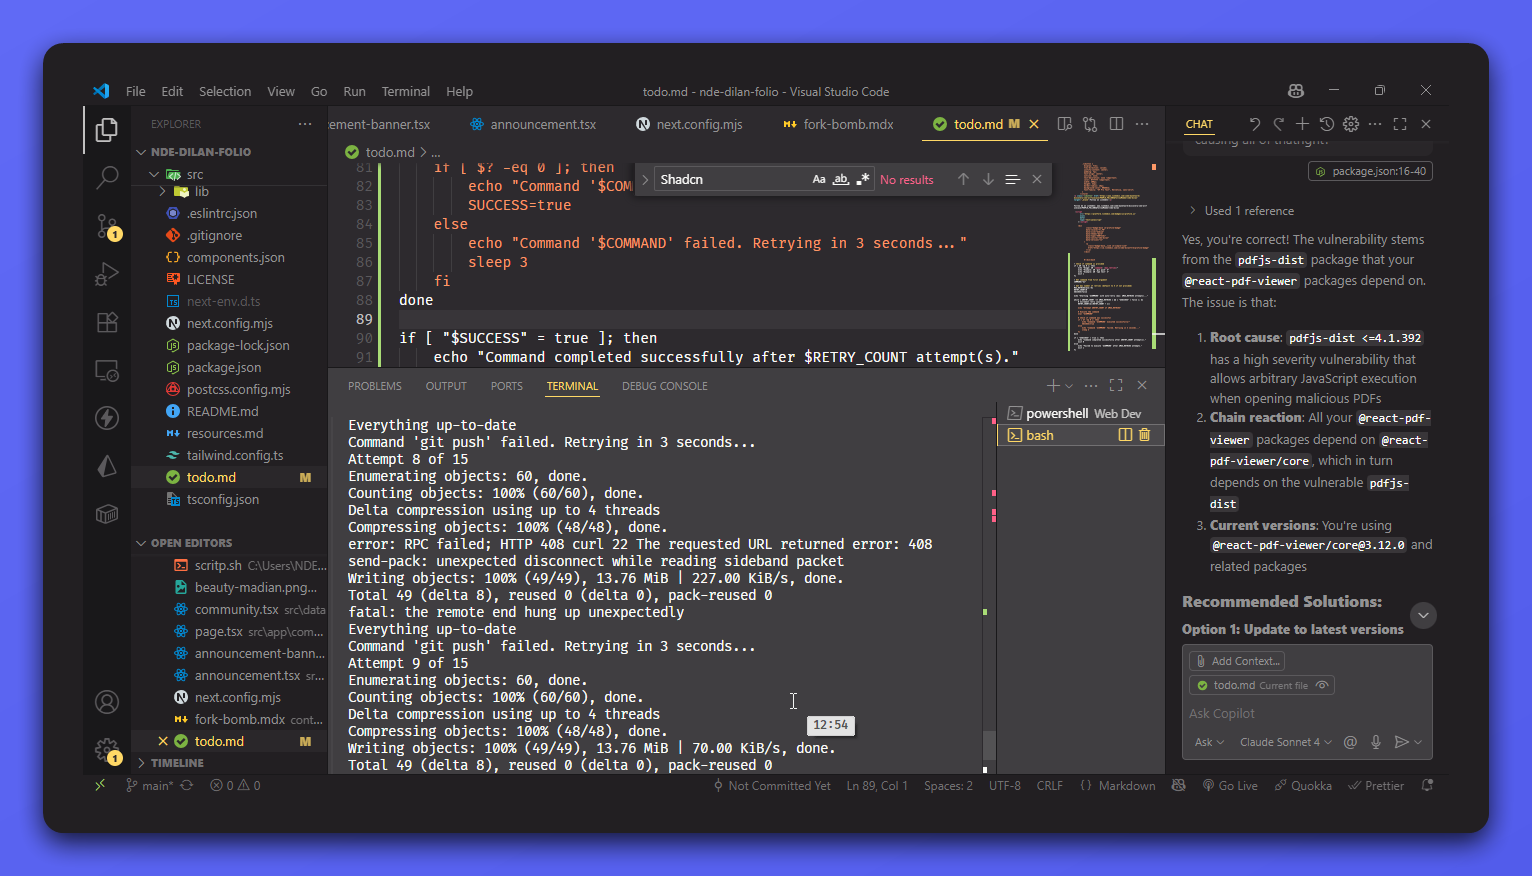 File Edit Selection View Go Run Terminal Help
todo.md - nde-dilan-folio - Visual Studio Code
EXPLORER
NDE-DILAN-FOLIO
src
lib
.eslintrc.json
.gitignore
components.json
LICENSE
next-env.d.ts
next.config.mjs
package-lock.json
package.json
postcss.config.mjs
README.md
resources.md
tailwind.config.ts
todo.md M
tsconfig.json
OPEN EDITORS
scritp.sh C:\Users\NDE...
beauty-madian.png...
community.tsx src\data
page.tsx src\app\com...
announcement-bann...
announcement.tsx sr...
next.config.mjs
fork-bomb.mdx cont...
todo.md M
TIMELINE
ement-banner.tsx
announcement.tsx
next.config.mjs
fork-bomb.mdx
todo.md M
todo.md > ...
Shadcn
Aa ab .*
No results
81 if [ $? -eq 0 ]; then
82 echo "Command '$COM
83 SUCCESS=true
84 else
85 echo "Command '$COMMAND' failed. Retrying in 3 seconds..."
86 sleep 3
87 fi
88 done
89
90 if [ "$SUCCESS" = true ]; then
91 echo "Command completed successfully after $RETRY_COUNT attempt(s)."
PROBLEMS OUTPUT PORTS TERMINAL DEBUG CONSOLE
Everything up-to-date
Command 'git push' failed. Retrying in 3 seconds...
Attempt 8 of 15
Enumerating objects: 60, done.
Counting objects: 100% (60/60), done.
Delta compression using up to 4 threads
Compressing objects: 100% (48/48), done.
error: RPC failed; HTTP 408 curl 22 The requested URL returned error: 408
send-pack: unexpected disconnect while reading sideband packet
Writing objects: 100% (49/49), 13.76 MiB | 227.00 KiB/s, done.
Total 49 (delta 8), reused 0 (delta 0), pack-reused 0
fatal: the remote end hung up unexpectedly
Everything up-to-date
Command 'git push' failed. Retrying in 3 seconds...
Attempt 9 of 15
Enumerating objects: 60, done.
Counting objects: 100% (60/60), done.
Delta compression using up to 4 threads
Compressing objects: 100% (48/48), done.
Writing objects: 100% (49/49), 13.76 MiB | 70.00 KiB/s, done.
Total 49 (delta 8), reused 0 (delta 0), pack-reused 0
12:54
powershell Web Dev
bash
CHAT
causing all of thatright?
package.json:16-40
Used 1 reference
Yes, you're correct! The vulnerability stems
from the pdfjs-dist package that your
@react-pdf-viewer packages depend on.
The issue is that:
1. Root cause: pdfjs-dist <=4.1.392
has a high severity vulnerability that
allows arbitrary JavaScript execution
when opening malicious PDFs
2. Chain reaction: All your @react-pdf-
viewer packages depend on @react-
pdf-viewer/core, which in turn
depends on the vulnerable pdfjs-
dist
3. Current versions: You're using
@react-pdf-viewer/core@3.12.0 and
related packages
Recommended Solutions:
Option 1: Update to latest versions
Add Context...
todo.md Current file
Ask Copilot
Ask Claude Sonnet 4
1
1
main* 0 0
Not Committed Yet Ln 89, Col 1 Spaces: 2 UTF-8 CRLF {} Markdown Go Live Quokka Prettier